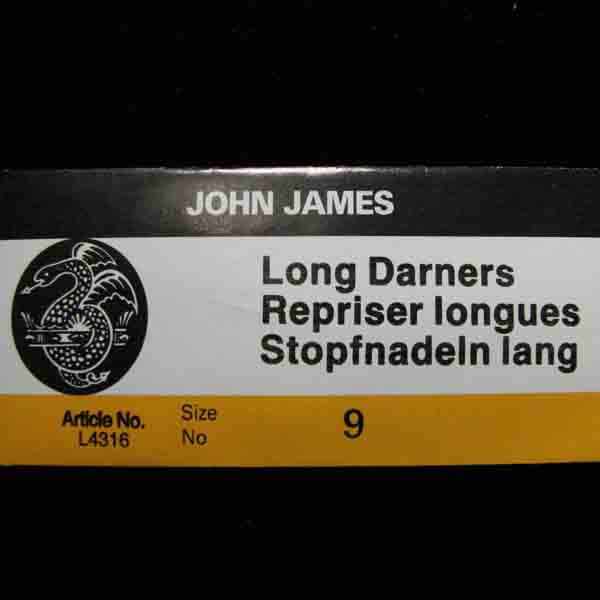 JOHN JAMES
Long Darners
Repriser longues
Stopfnadeln lang
Article No.
L4316
Size
No
9